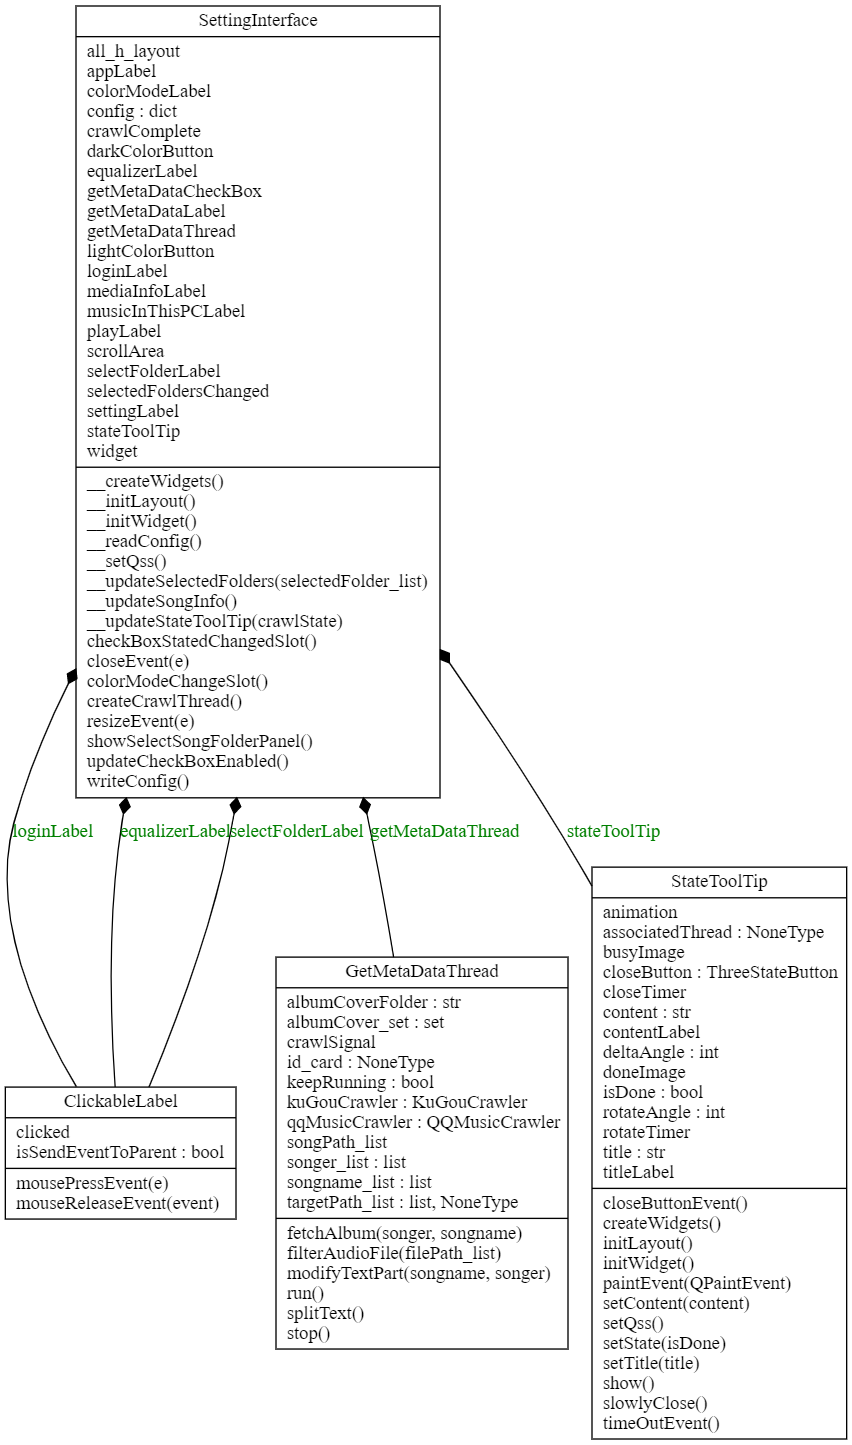 SettingInterface
all_h_layout
appLabel
colorModeLabel
config : dict
crawlComplete
darkColorButton
equalizerLabel
getMetaDataCheckBox
getMetaDataLabel
getMetaDataThread
lightColorButton
loginLabel
mediaInfoLabel
musicInThisPCLabel
playLabel
scrollArea
selectFolderLabel
selectedFoldersChanged
settingLabel
stateToolTip
widget
__createWidgets()
__initLayout()
__initWidget()
__readConfig()
__setQss()
__updateSelectedFolders(selectedFolder_list)
__updateSongInfo()
__updateStateToolTip(crawlState)
checkBoxStatedChangedSlot()
closeEvent(e)
colorModeChangeSlot()
createCrawlThread()
resizeEvent(e)
showSelectSongFolderPanel()
updateCheckBoxEnabled()
writeConfig()
loginLabel
equalizerLabel
selectFolderLabel
getMetaDataThread
stateToolTip
ClickableLabel
clicked
isSendEventToParent : bool
mousePressEvent(e)
mouseReleaseEvent(event)
GetMetaDataThread
albumCoverFolder : str
albumCover_set : set
crawlSignal
id_card : NoneType
keepRunning : bool
kuGouCrawler : KuGouCrawler
qqMusicCrawler : QQMusicCrawler
songPath_list
songer_list : list
songname_list : list
targetPath_list : list, NoneType
fetchAlbum(songer, songname)
filterAudioFile(filePath_list)
modifyTextPart(songname, songer)
run()
splitText()
stop()
StateToolTip
animation
associatedThread : NoneType
busyImage
closeButton : ThreeStateButton
closeTimer
content : str
contentLabel
deltaAngle : int
doneImage
isDone : bool
rotateAngle : int
rotateTimer
title : str
titleLabel
closeButtonEvent()
createWidgets()
initLayout()
initWidget()
paintEvent(QPaintEvent)
setContent(content)
setQss()
setState(isDone)
setTitle(title)
show()
slowlyClose()
timeOutEvent()